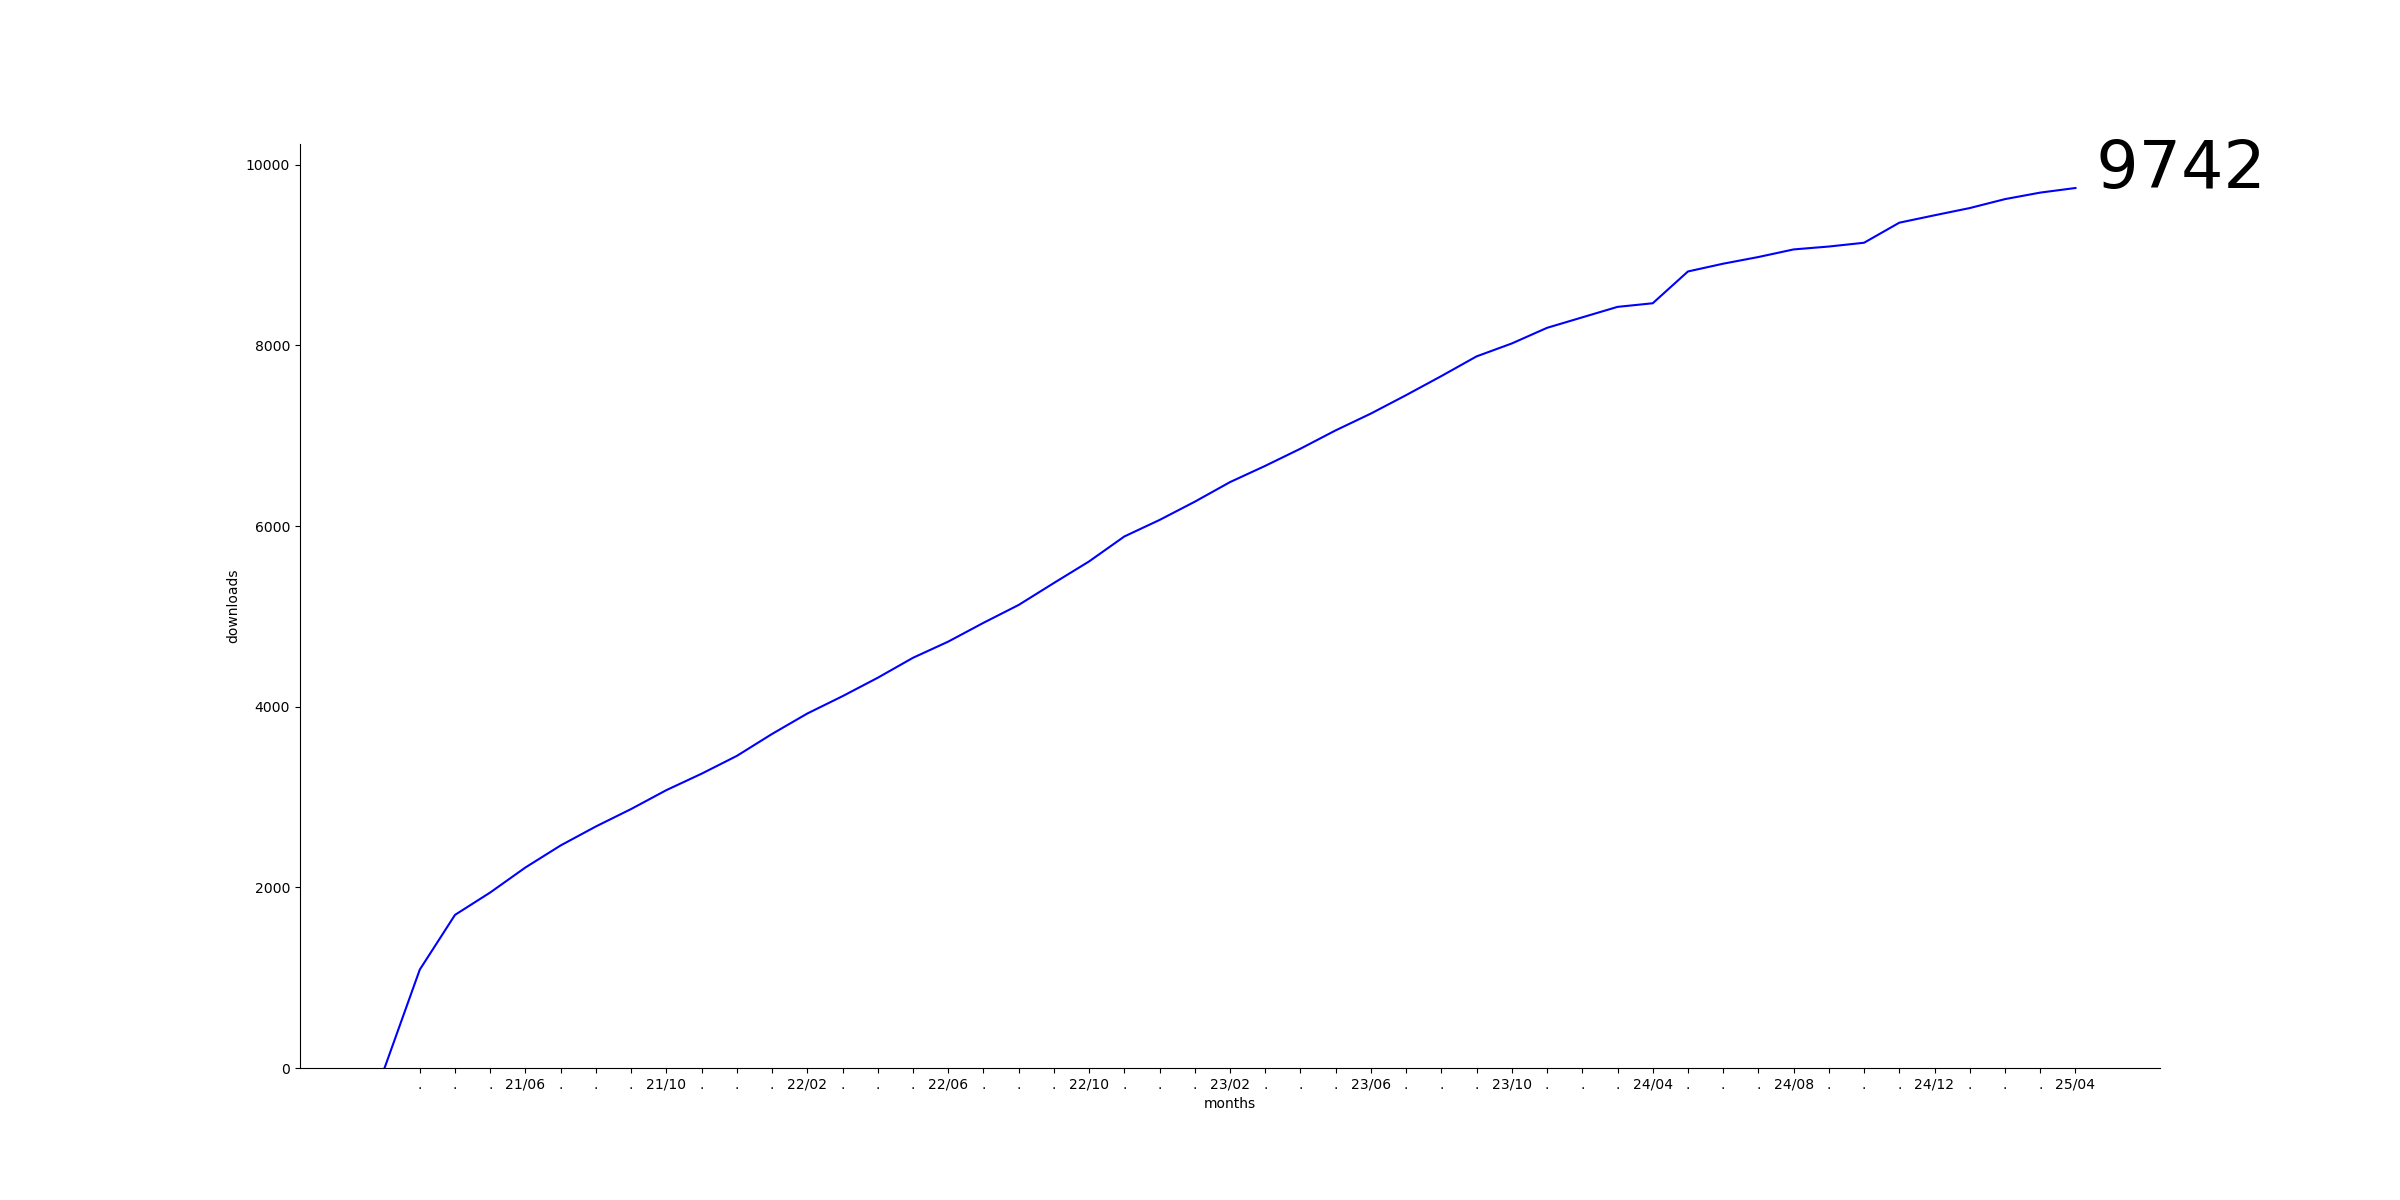 9742
10000
8000
6000
4000
2000
0
downloads
. . . 21/06 . . . 21/10 . . . 22/02 . . . 22/06 . . . 22/10 . . . 23/02 . . . 23/06 . . . 23/10 . . . 24/04 . . . 24/08 . . . 24/12 . . . 25/04
months